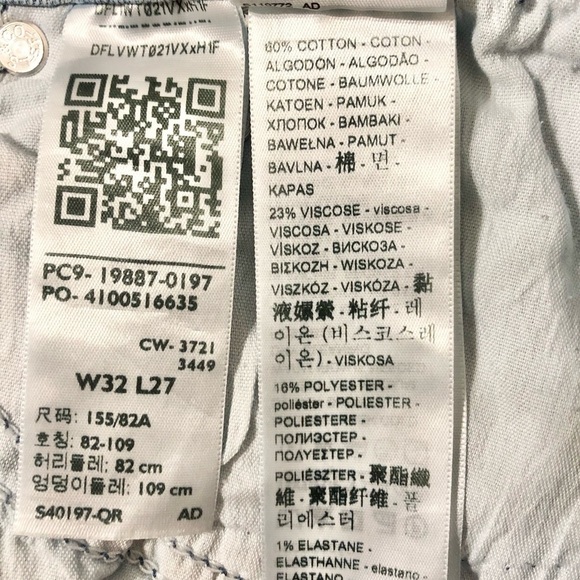 DFLVWT021VXxH1F
DFLVWT021VXxH1F
PC9- 19887-0197
PO- 4100516635
CW- 3721
3449
W32 L27
尺码: 155/82A
호칭: 82-109
허리둘레: 82 cm
엉덩이둘레: 109 cm
S40197-QR AD
AD
60% COTTON - COTON -
ALGODÓN - ALGODÃO -
COTONE - BAUMWOLLE -
KATOEN - PAMUK -
ХЛОПОК - BAMBAKI -
BAWEŁNA - PAMUT -
BAVLNA - 棉 - 면 -
KAPAS
23% VISCOSE - viscosa -
VISCOSA - VISKOSE -
VİSKOZ - ВИСКОЗА -
ΒΙΣΚΟΖΗ - WISKOZA -
VISZKÓZ - VISKÓZA - 黏
液嫘縈 - 粘纤 - 레
이온 (비스코스레
이온) - VISKOSA
16% POLYESTER -
poliéster - POLIESTER -
POLIESTERE -
ПОЛИЭСТЕР -
ΠΟΛΥΕΣΤΕΡ -
POLIÉSZTER - 聚酯纖
維 - 聚酯纤维 - 폴
리에스터
1% ELASTANE -
ELASTHANNE - elastano -
ELASTANO